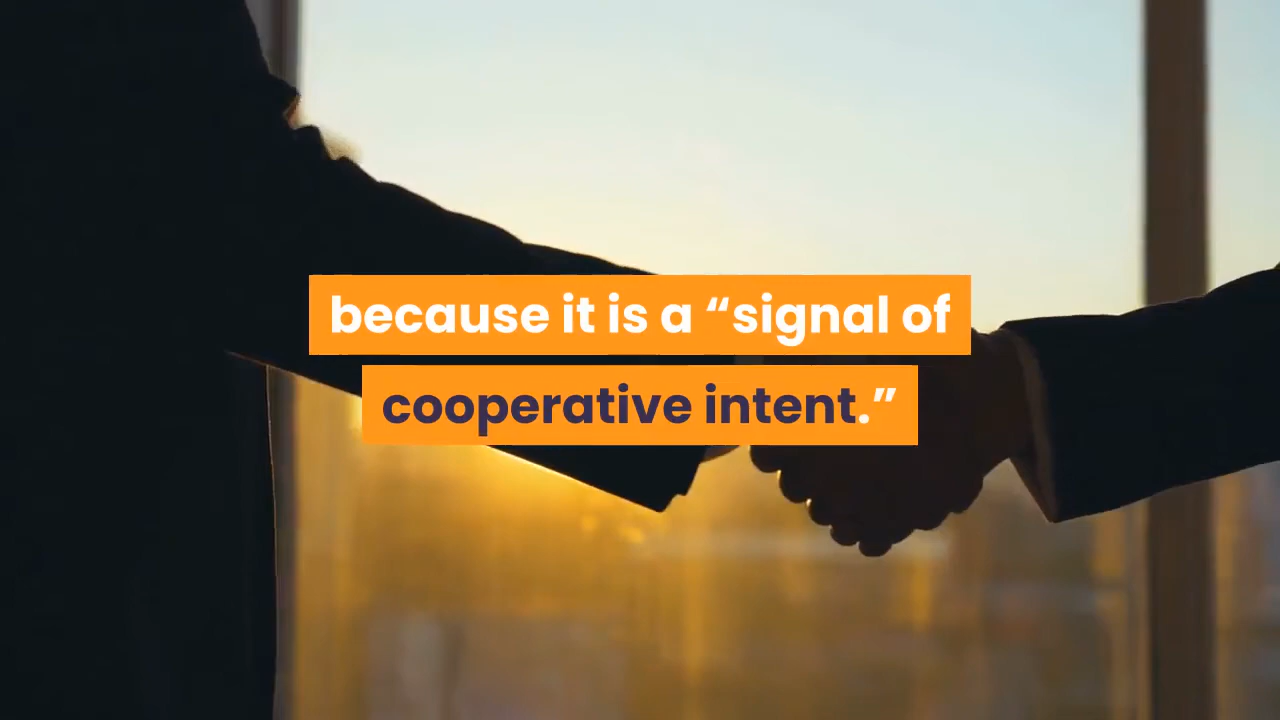 because it is a “signal of
cooperative intent.”